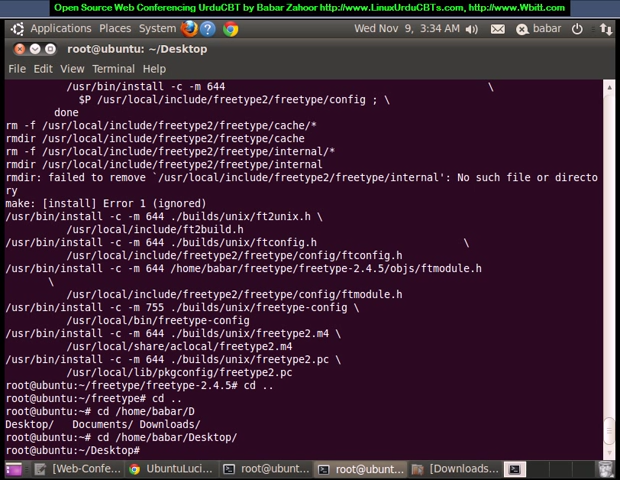 Open Source Web Conferencing UrduCBT by Babar Zahoor http://www.LinuxUrduCBTs.com, http://www.Wbitt.com
Applications Places System Wed Nov 9, 3:34 AM babar
root@ubuntu: ~/Desktop
File Edit View Terminal Help
/usr/bin/install -c -m 644 \
$P /usr/local/include/freetype2/freetype/config ; \
done
rm -f /usr/local/include/freetype2/freetype/cache/*
rmdir /usr/local/include/freetype2/freetype/cache
rm -f /usr/local/include/freetype2/freetype/internal/*
rmdir /usr/local/include/freetype2/freetype/internal
rmdir: failed to remove `/usr/local/include/freetype2/freetype/internal': No such file or directo
ry
make: [install] Error 1 (ignored)
/usr/bin/install -c -m 644 ./builds/unix/ft2unix.h \
/usr/local/include/ft2build.h
/usr/bin/install -c -m 644 ./builds/unix/ftconfig.h \
/usr/local/include/freetype2/freetype/config/ftconfig.h
/usr/bin/install -c -m 644 /home/babar/freetype/freetype-2.4.5/objs/ftmodule.h
\
/usr/local/include/freetype2/freetype/config/ftmodule.h
/usr/bin/install -c -m 755 ./builds/unix/freetype-config \
/usr/local/bin/freetype-config
/usr/bin/install -c -m 644 ./builds/unix/freetype2.m4 \
/usr/local/share/aclocal/freetype2.m4
/usr/bin/install -c -m 644 ./builds/unix/freetype2.pc \
/usr/local/lib/pkgconfig/freetype2.pc
root@ubuntu:~/freetype/freetype-2.4.5# cd ..
root@ubuntu:~/freetype# cd ..
root@ubuntu:~# cd /home/babar/D
Desktop/ Documents/ Downloads/
root@ubuntu:~# cd /home/babar/Desktop/
root@ubuntu:~/Desktop#
[Web-Confe... UbuntuLuci... root@ubunt... root@ubunt... [Downloads...